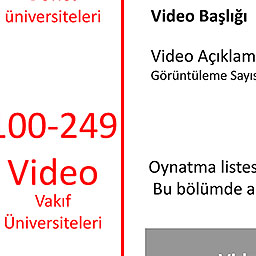 üniversiteleri
100-249
Video
Vakıf
Üniversiteleri
Video Başlığı
Video Açıklam
Görüntüleme Sayıs
Oynatma listes
Bu bölümde a